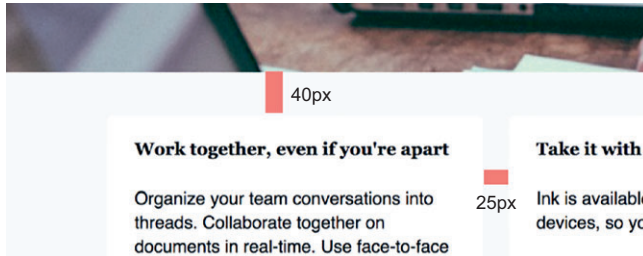 40px
Work together, even if you're apart
Take it with
Organize your team conversations into
threads. Collaborate together on
documents in real-time. Use face-to-face
25px
Ink is available
devices, so yo